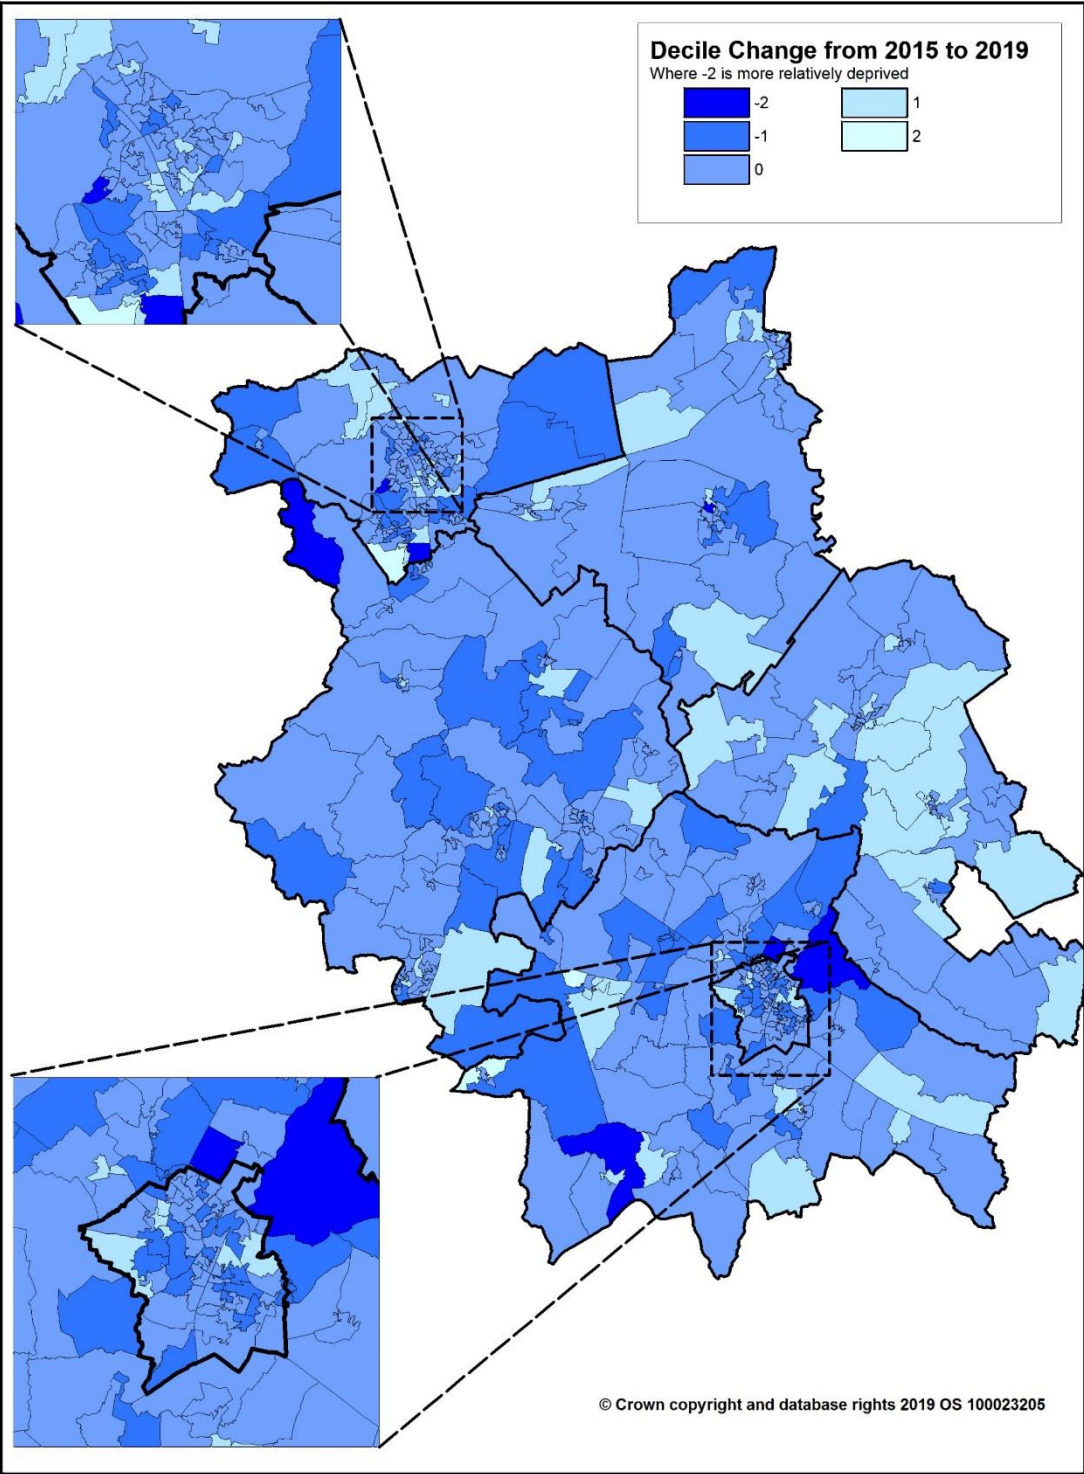 Decile Change from 2015 to 2019
Where -2 is more relatively deprived
-2
-1
0
1
2
© Crown copyright and database rights 2019 OS 100023205